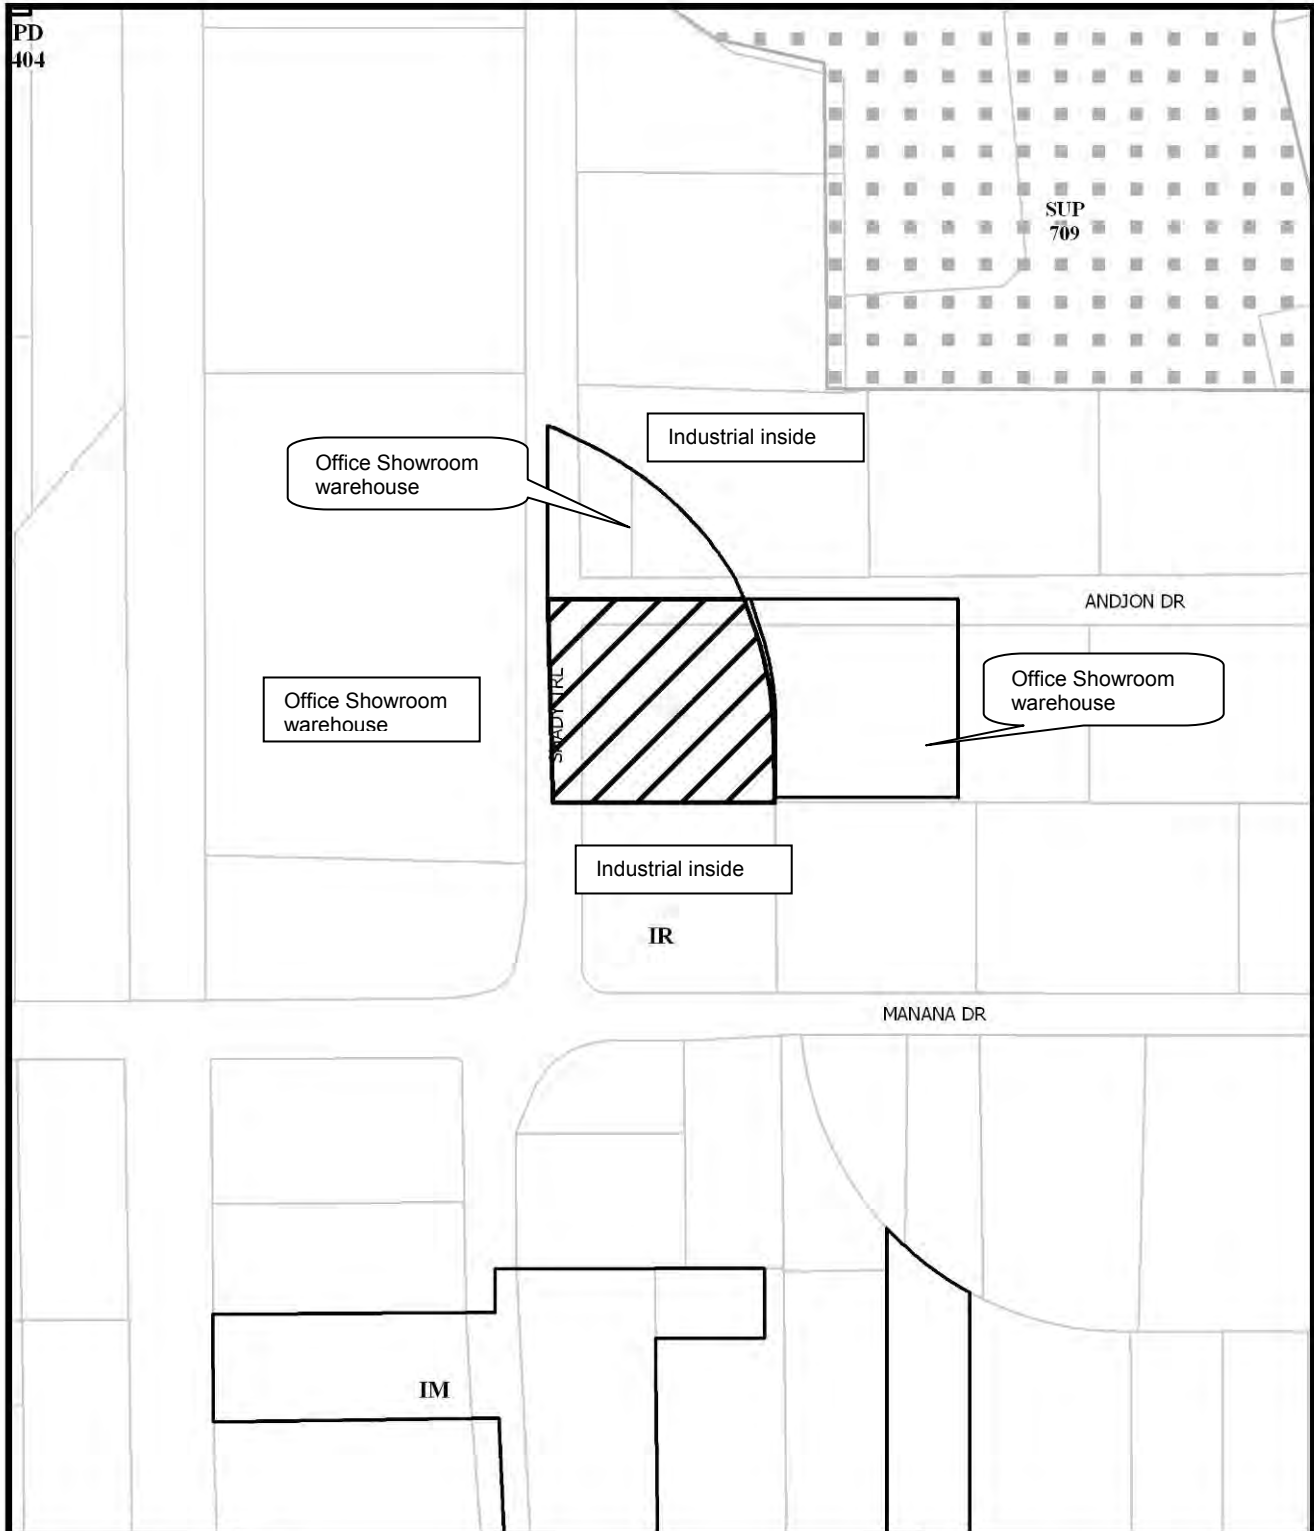 PD
404
SUP
709
Industrial inside
Office Showroom
warehouse
ANDJON DR
Office Showroom
warehouse
Office Showroom
warehouse
SHADY TRL
Industrial inside
IR
MANANA DR
IM